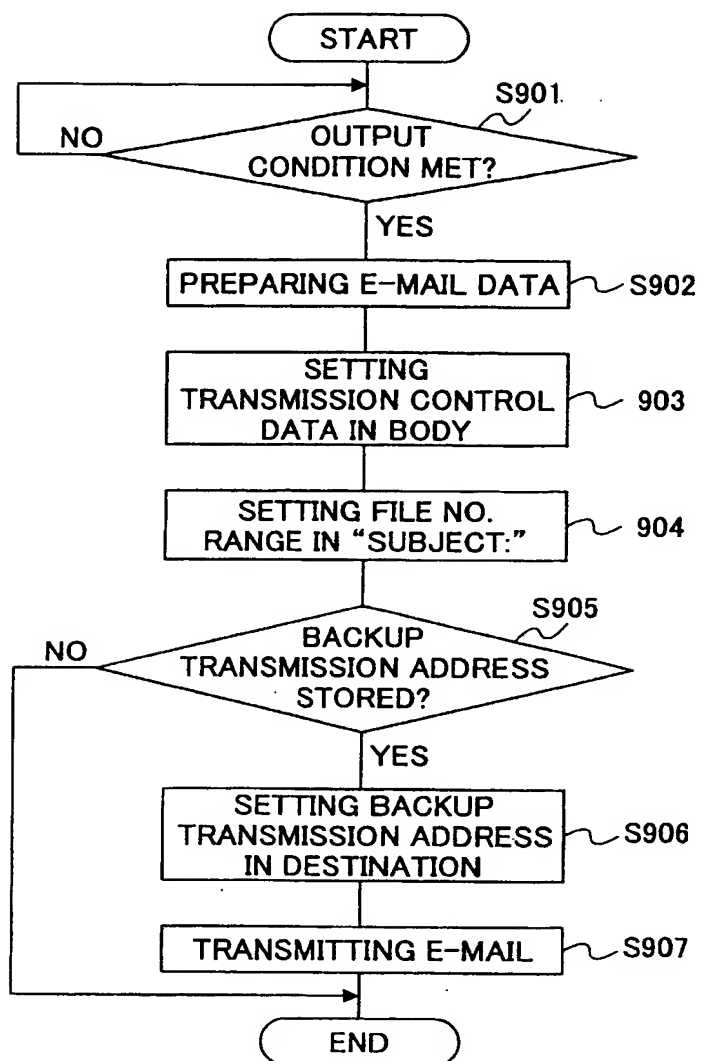 START
S901
NO
OUTPUT
CONDITION MET?
YES
PREPARING E-MAIL DATA
S902
SETTING
TRANSMISSION CONTROL
DATA IN BODY
903
SETTING FILE NO.
RANGE IN “SUBJECT:”
904
S905
NO
BACKUP
TRANSMISSION ADDRESS
STORED?
YES
SETTING BACKUP
TRANSMISSION ADDRESS
IN DESTINATION
S906
TRANSMITTING E-MAIL
S907
END